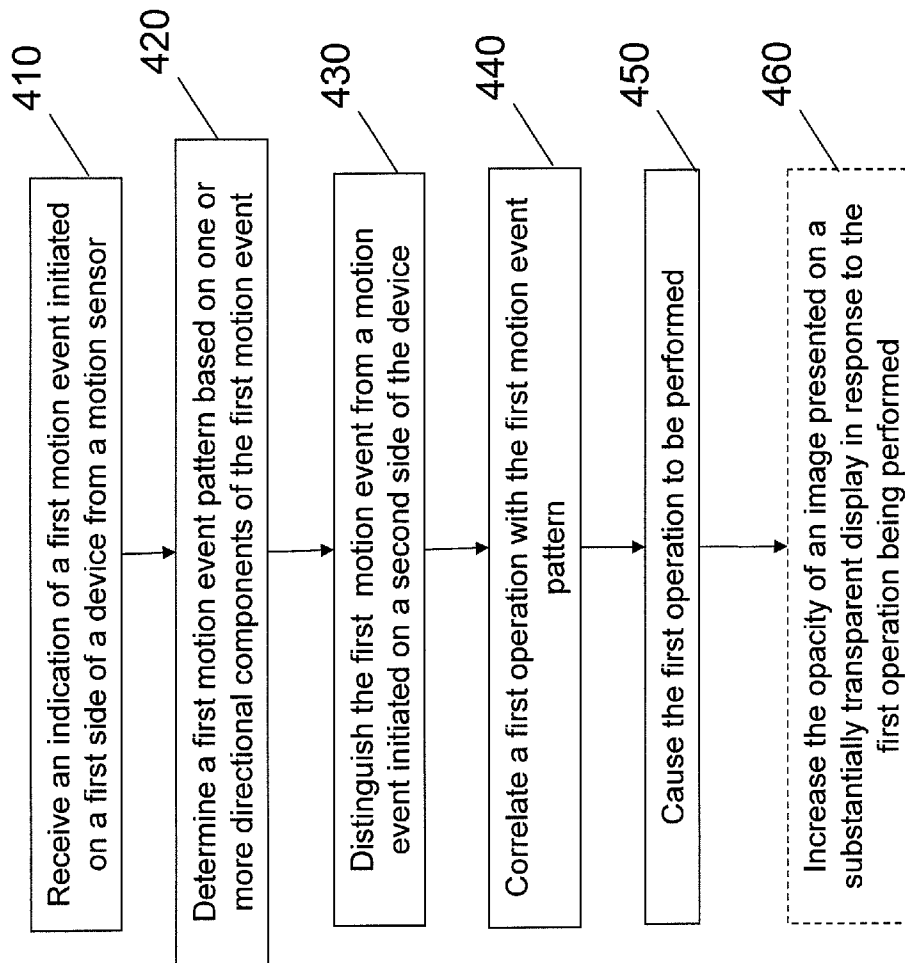 410
Receive an indication of a first motion event initiated
on a first side of a device from a motion sensor
420
Determine a first motion event pattern based on one or
more directional components of the first motion event
430
Distinguish the first motion event from a motion
event initiated on a second side of the device
440
Correlate a first operation with the first motion event
pattern
450
Cause the first operation to be performed
460
Increase the opacity of an image presented on a
substantially transparent display in response to the
first operation being performed